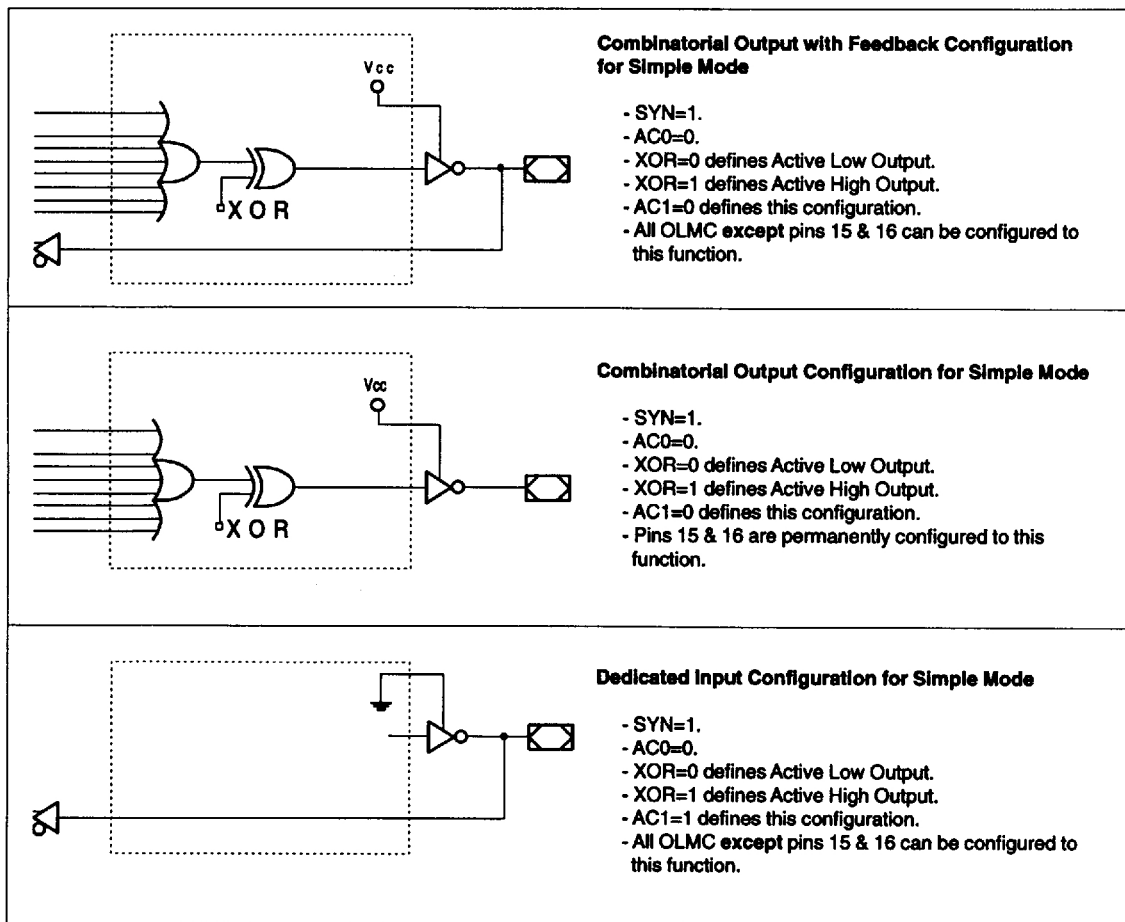 Combinatorial Output with Feedback Configuration
for Simple Mode
Vcc
- SYN=1.
- AC0=0.
- XOR=0 defines Active Low Output.
- XOR=1 defines Active High Output.
- AC1=0 defines this configuration.
- All OLMC except pins 15 & 16 can be configured to
this function.
XOR
Combinatorial Output Configuration for Simple Mode
Vcc
- SYN=1.
- AC0=0.
- XOR=0 defines Active Low Output.
- XOR=1 defines Active High Output.
- AC1=0 defines this configuration.
- Pins 15 & 16 are permanently configured to this
function.
XOR
Dedicated Input Configuration for Simple Mode
- SYN=1.
- AC0=0.
- XOR=0 defines Active Low Output.
- XOR=1 defines Active High Output.
- AC1=1 defines this configuration.
- All OLMC except pins 15 & 16 can be configured to
this function.